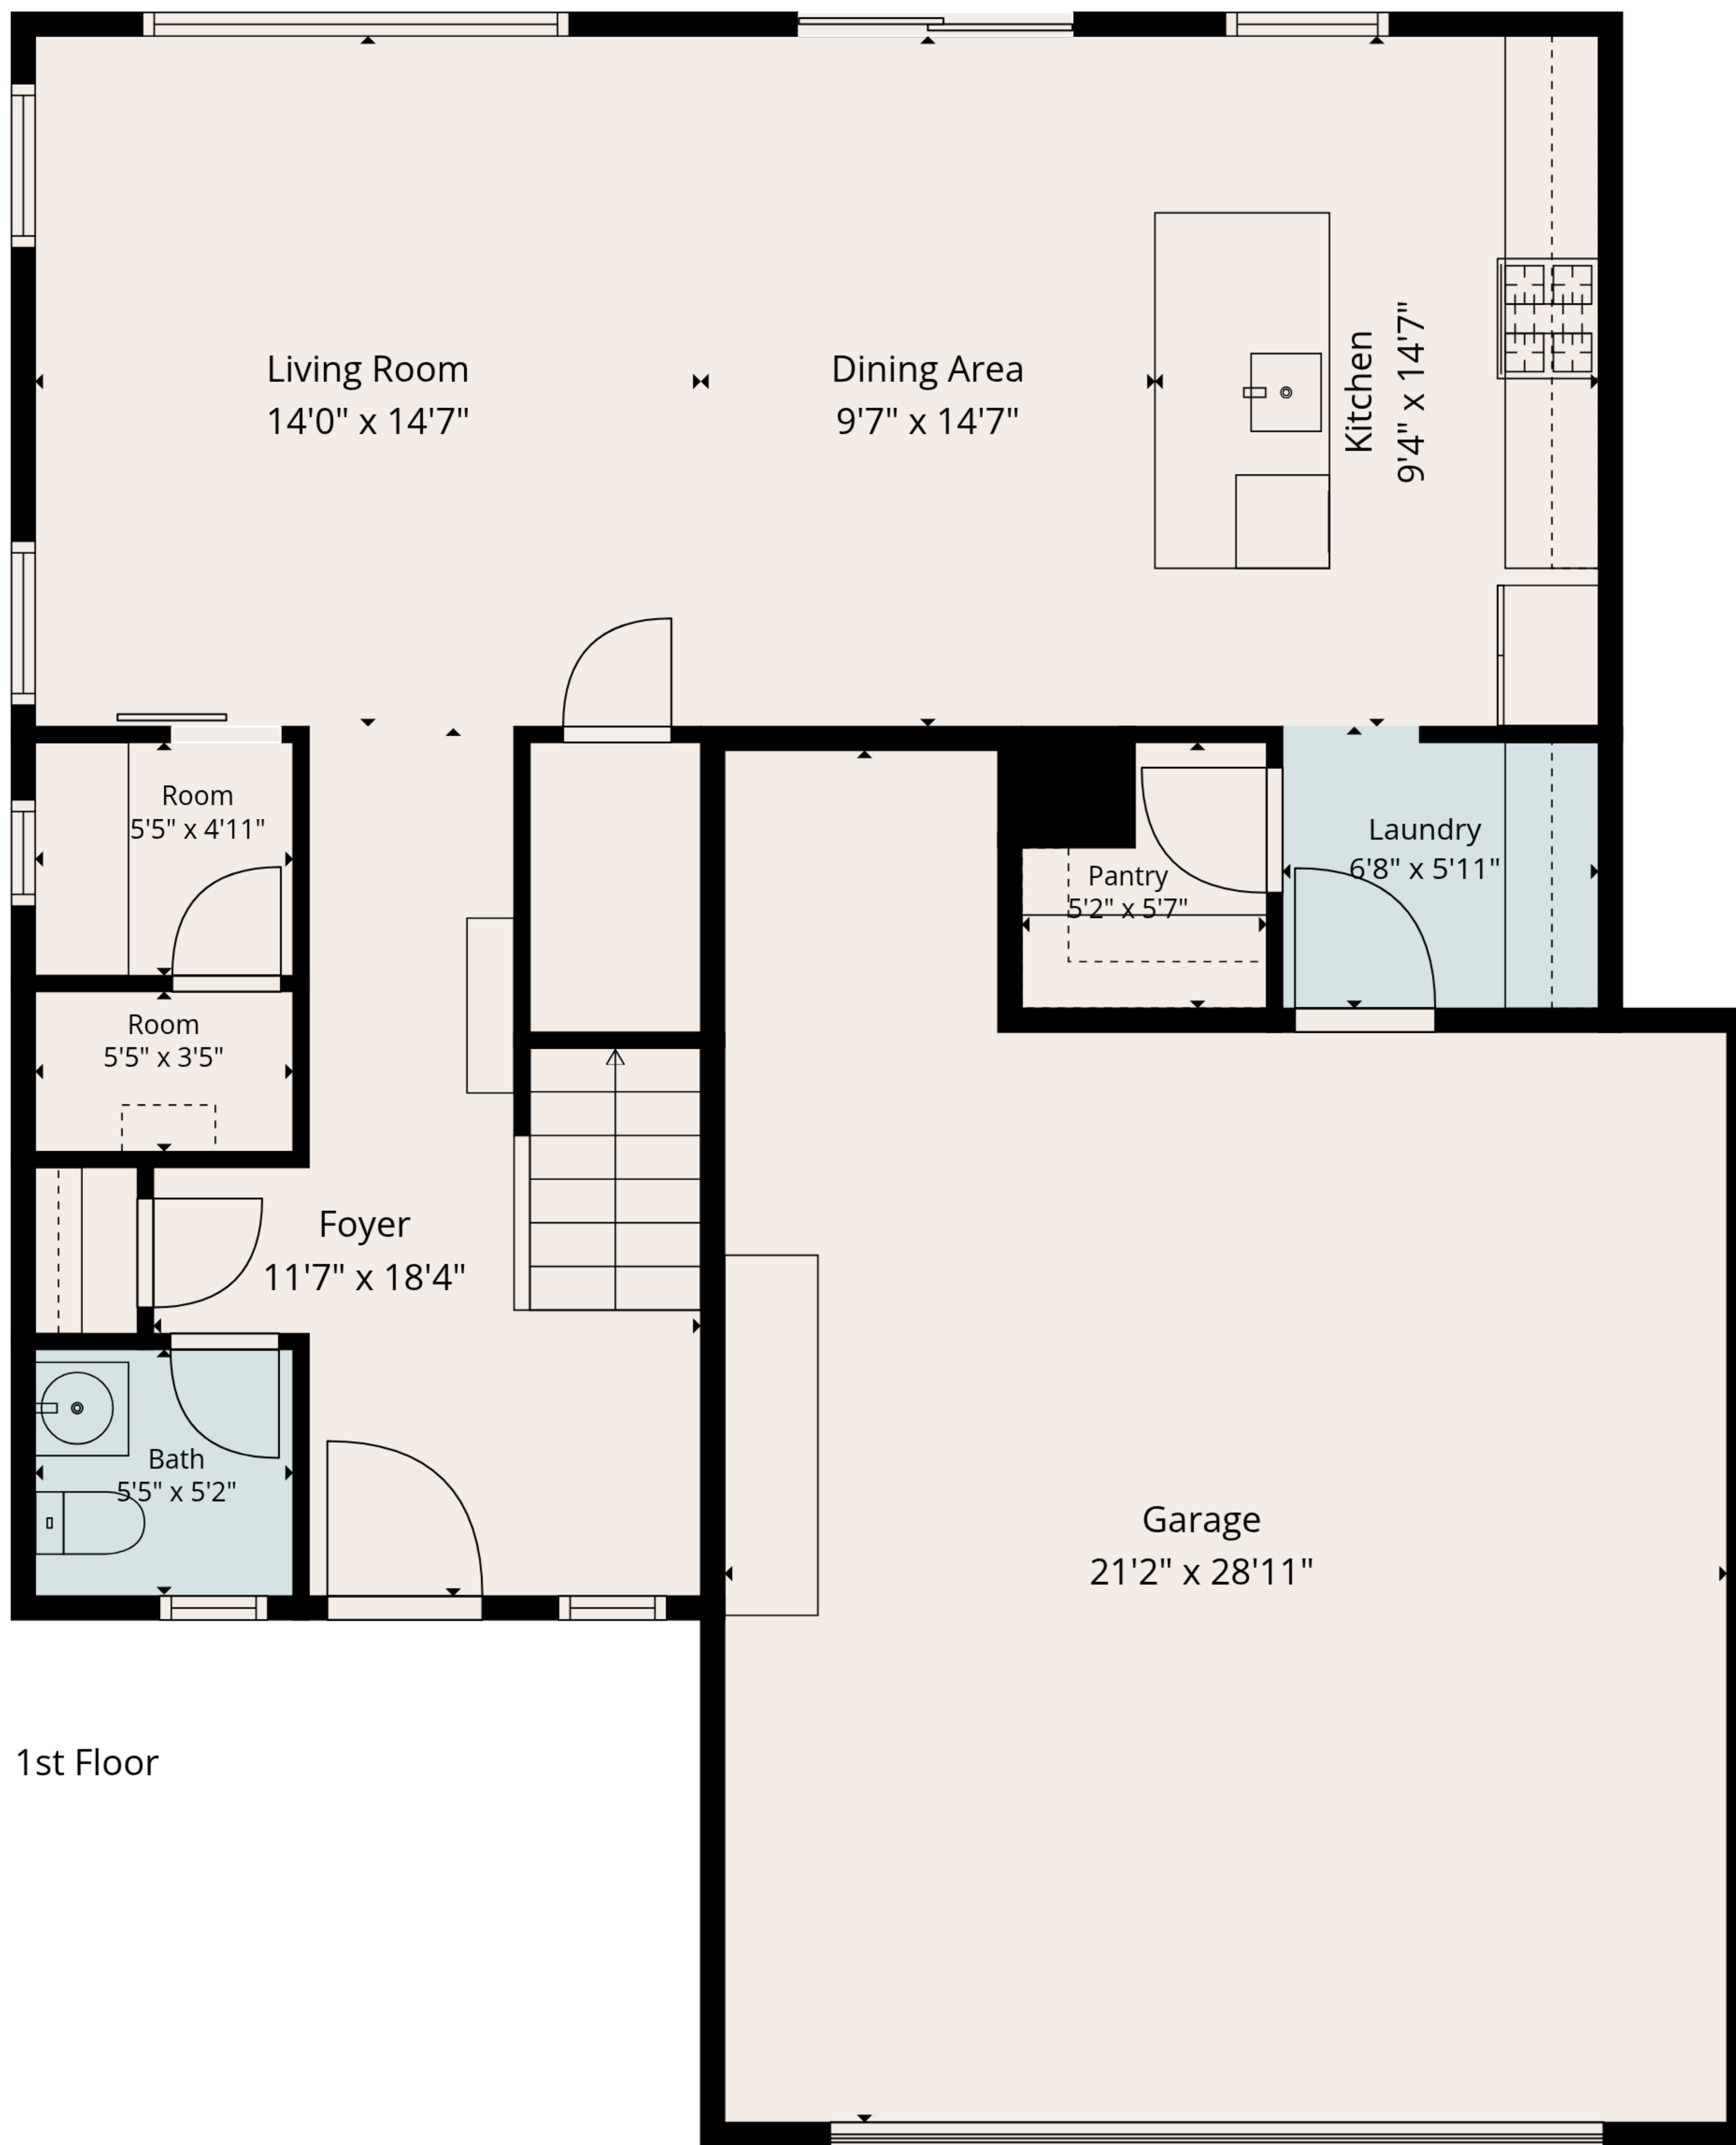 Living Room
14'0" x 14'7"
Dining Area
9'7" x 14'7"
Kitchen
9'4" x 14'7"
Room
5'5" x 4'11"
Laundry
6'8" x 5'11"
Pantry
5'2" x 5'7"
Room
5'5" x 3'5"
Foyer
11'7" x 18'4"
Bath
5'5" x 5'2"
Garage
21'2" x 28'11"
1st Floor